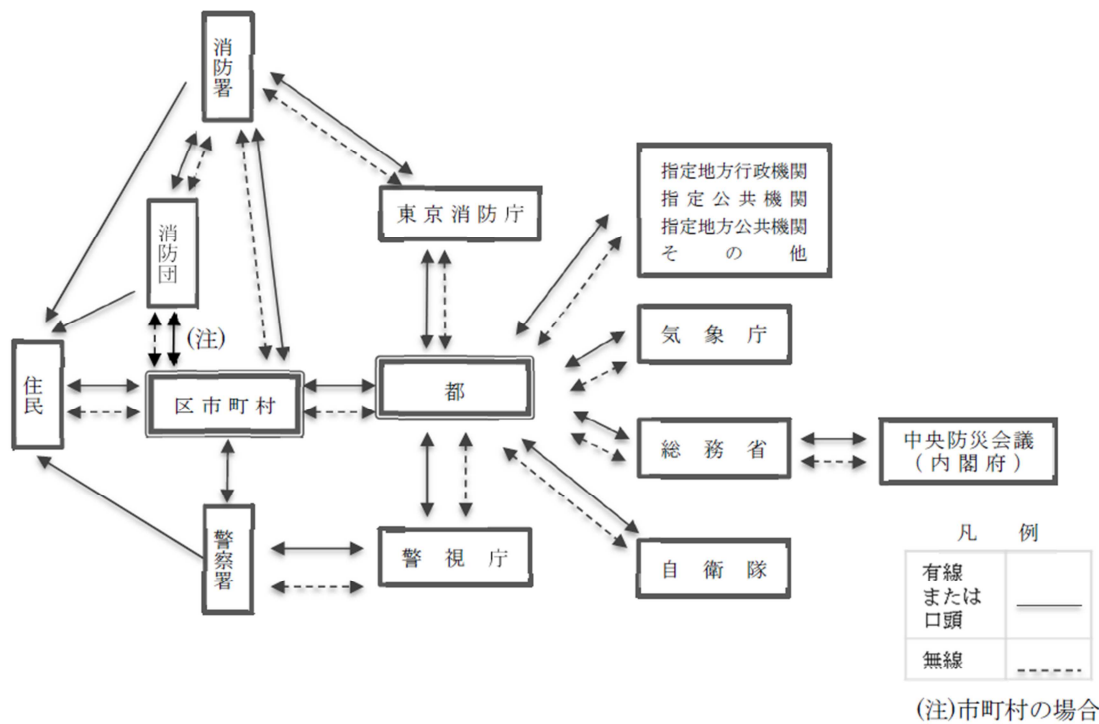 消防署
指定地方行政機関
指定公共機関
指定地方公共機関
その他
東京消防庁
消防団
(注)
気象庁
住民
区市町村
都
総務省
中央防災会議
(内閣府)
警察署
警視庁
自衛隊
凡例
有線
または
口頭
無線
(注)市町村の場合